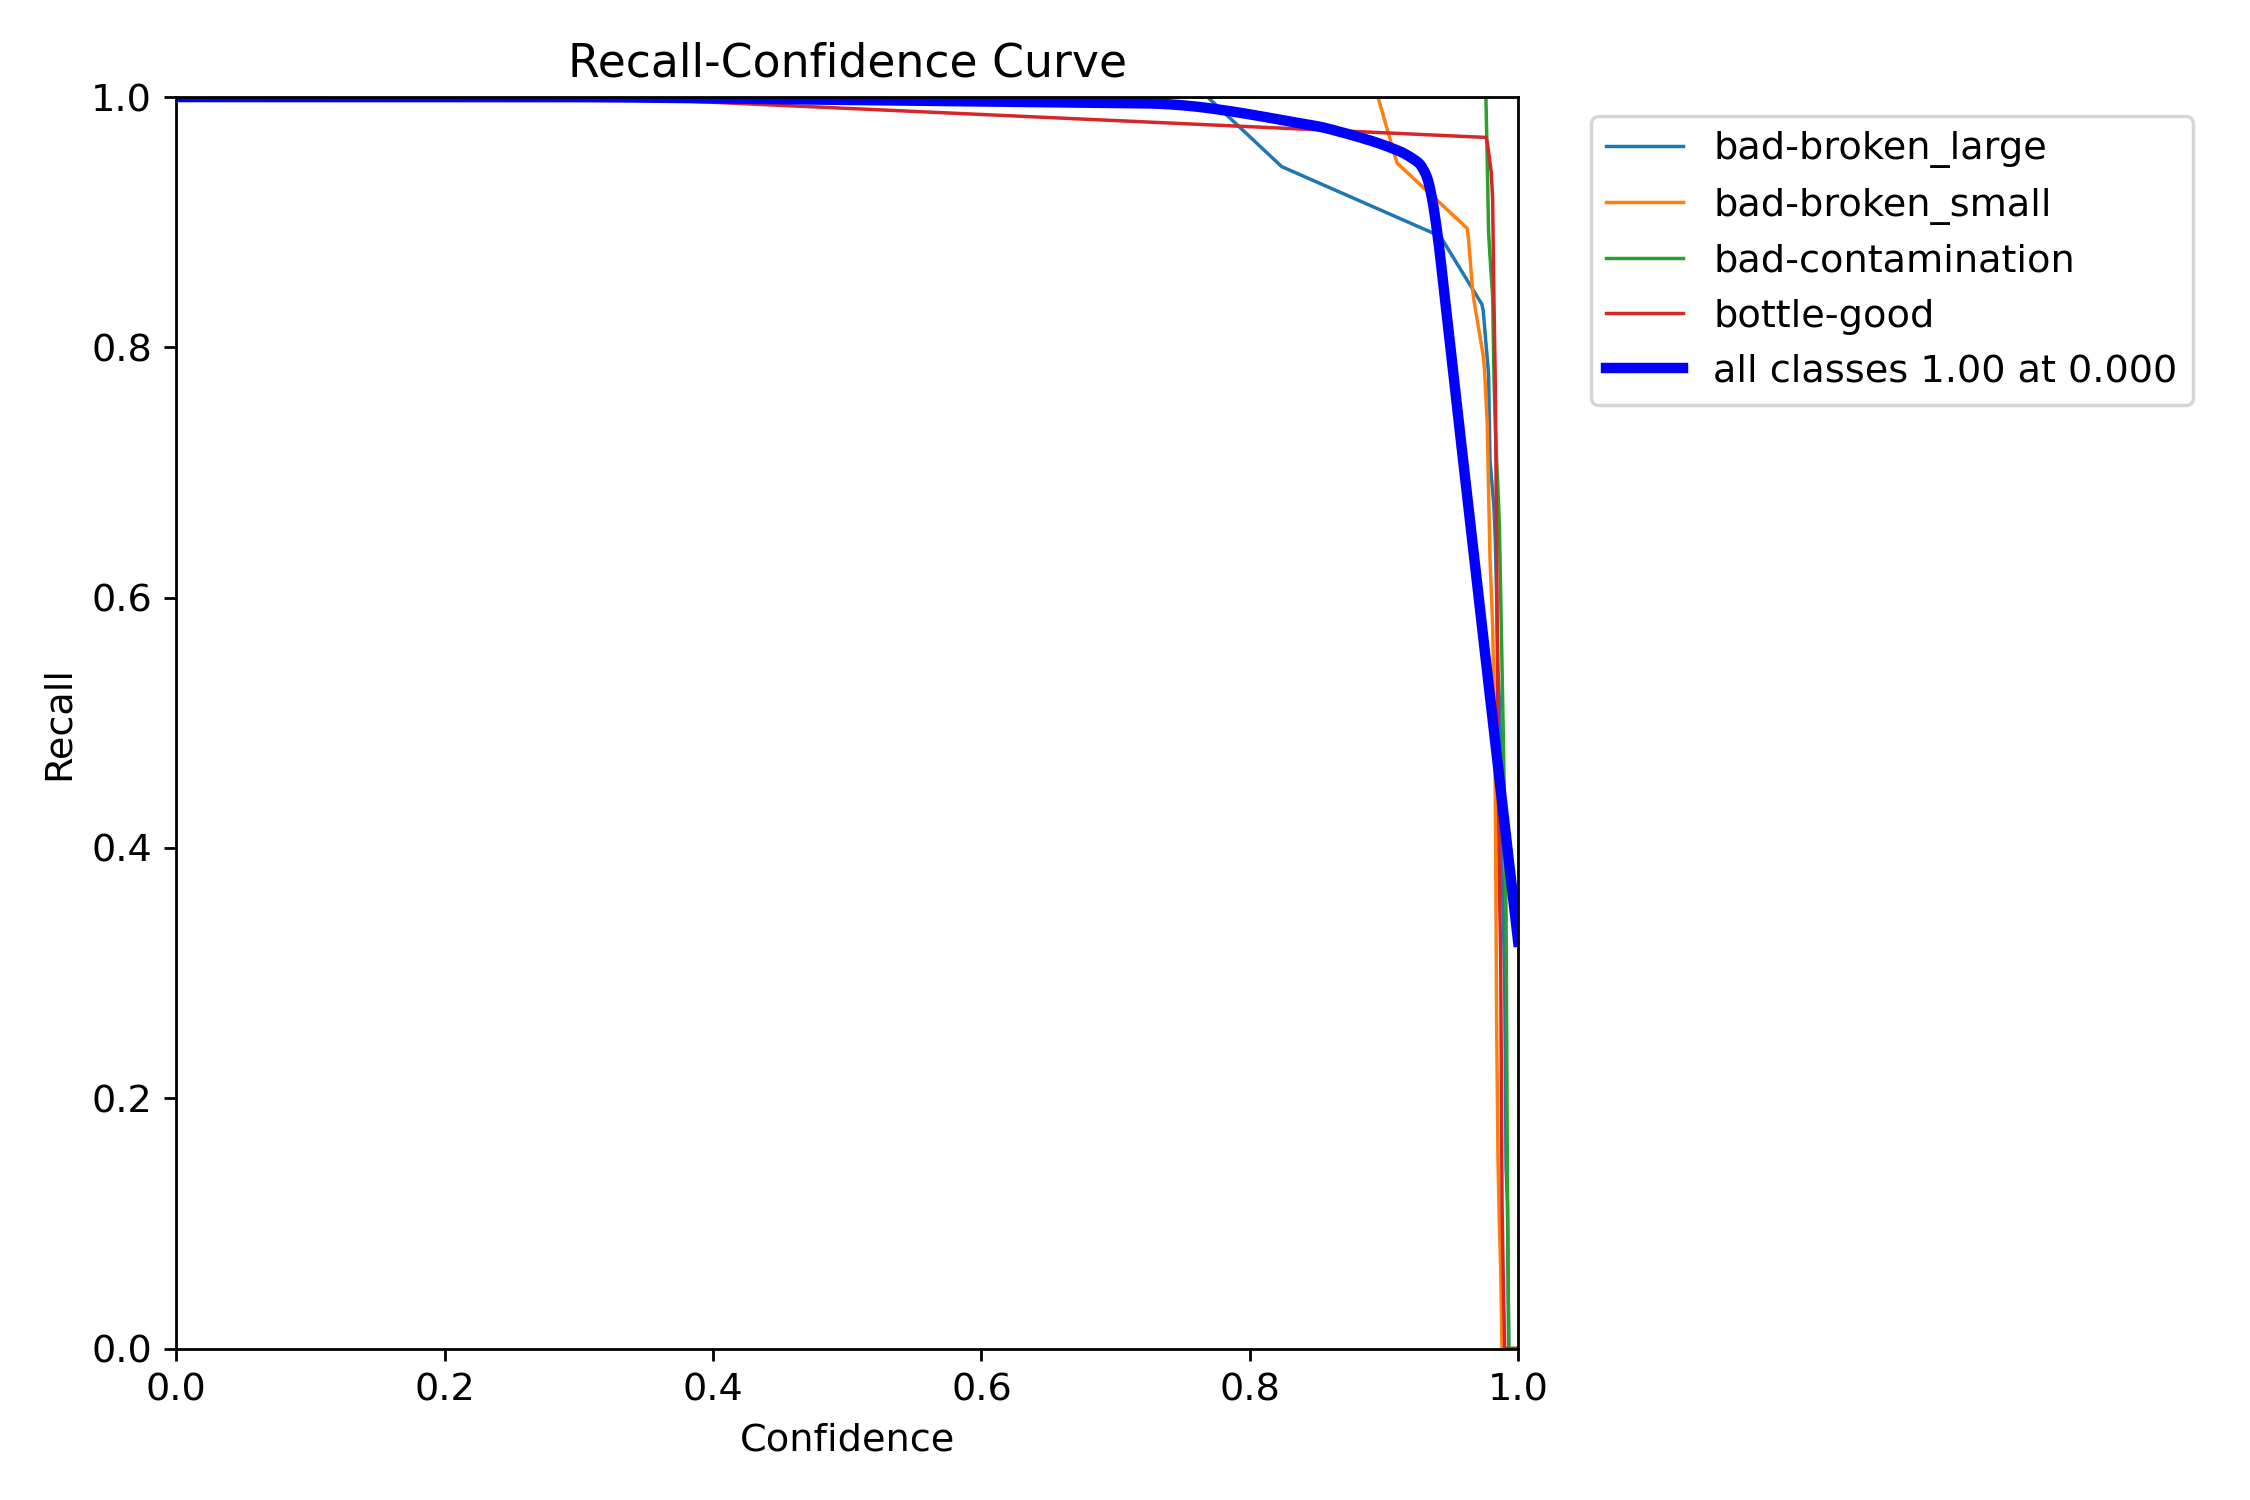 Recall-Confidence Curve
1.0
0.8
0.6
0.4
0.2
0.0
Recall
0.0 0.2 0.4 0.6 0.8 1.0
Confidence
bad-broken_large
bad-broken_small
bad-contamination
bottle-good
all classes 1.00 at 0.000